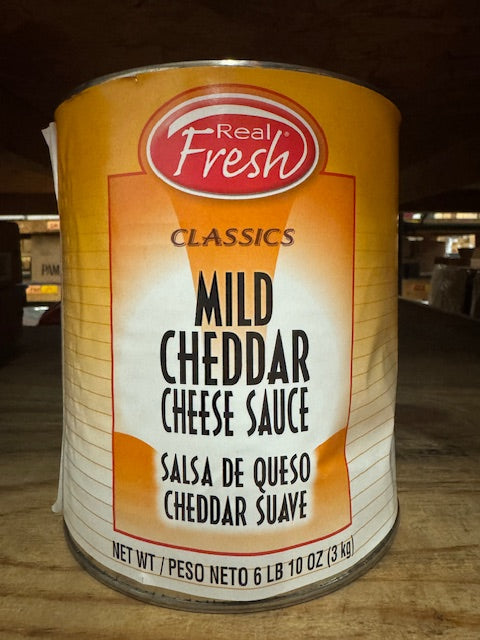 Real®
Fresh
CLASSICS
MILD
CHEDDAR
CHEESE SAUCE
SALSA DE QUESO
CHEDDAR SUAVE
NET WT / PESO NETO 6 LB 10 OZ (3 kg)
PAM